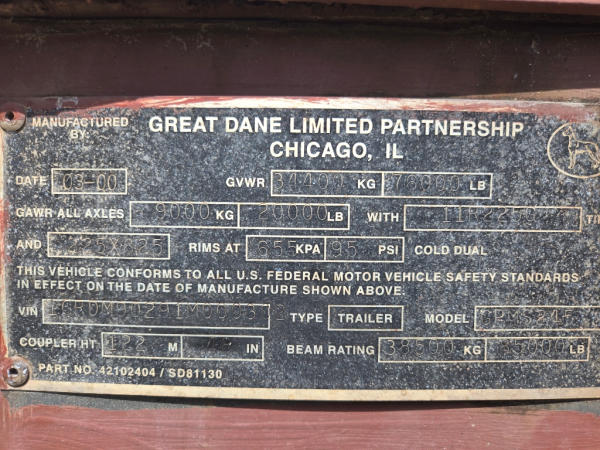 MANUFACTURED BY: GREAT DANE LIMITED PARTNERSHIP
CHICAGO, IL
DATE 03-00 GVWR KG LB
GAWR ALL AXLES 9000 KG 20000 LB WITH
AND RIMS AT 655 KPA 95 PSI COLD DUAL
THIS VEHICLE CONFORMS TO ALL U.S. FEDERAL MOTOR VEHICLE SAFETY STANDARDS
IN EFFECT ON THE DATE OF MANUFACTURE SHOWN ABOVE.
VIN TYPE TRAILER MODEL
COUPLER HT 122 M IN BEAM RATING KG LB
PART NO. 42102404 / SD81130